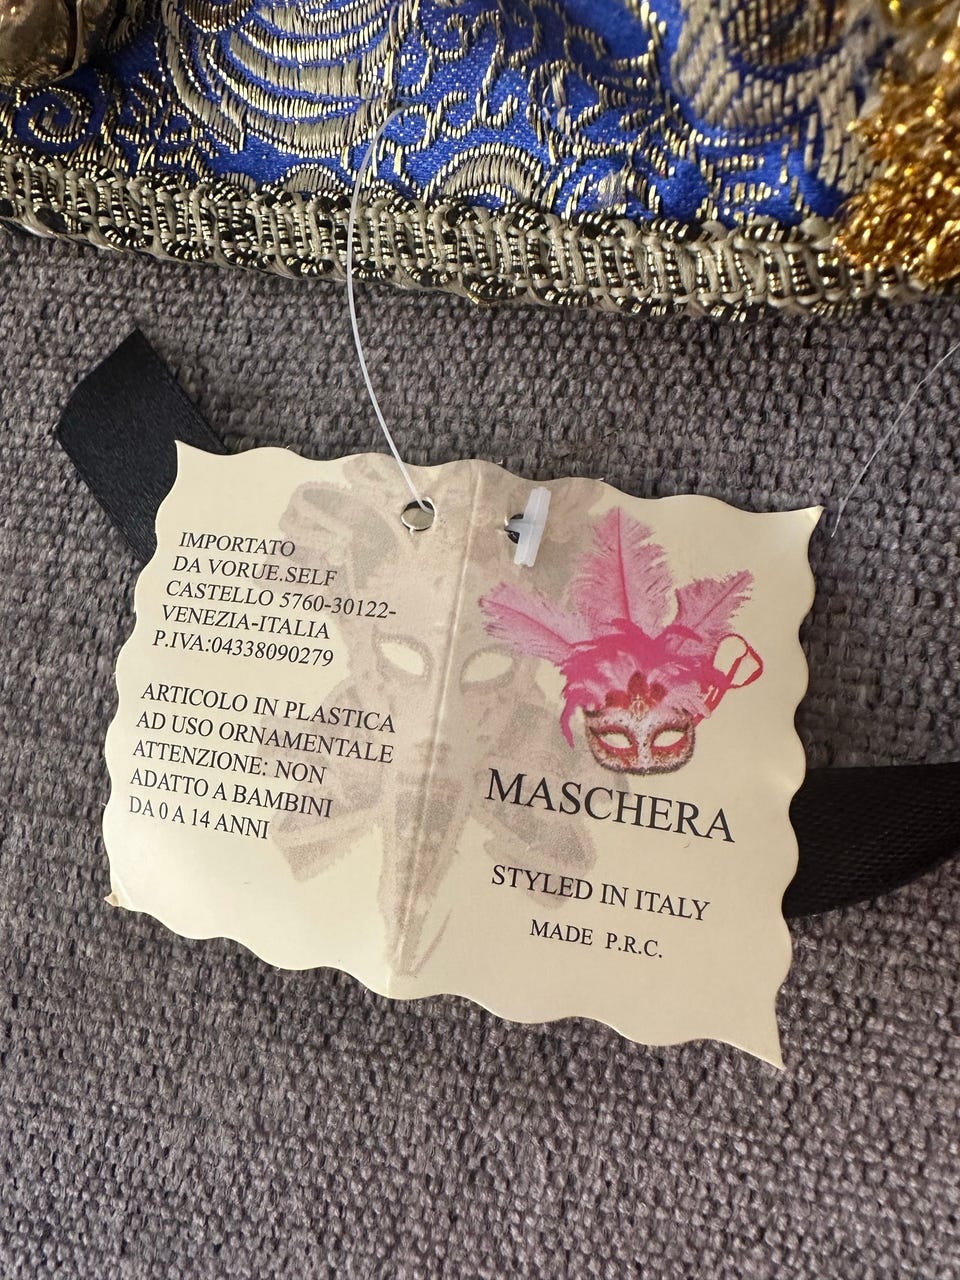 IMPORTATO
DA VORUE.SELF
CASTELLO 5760-30122-
VENEZIA-ITALIA
P.IVA:04338090279
ARTICOLO IN PLASTICA
AD USO ORNAMENTALE
ATTENZIONE: NON
ADATTO A BAMBINI
DA 0 A 14 ANNI
MASCHERA
STYLED IN ITALY
MADE P.R.C.